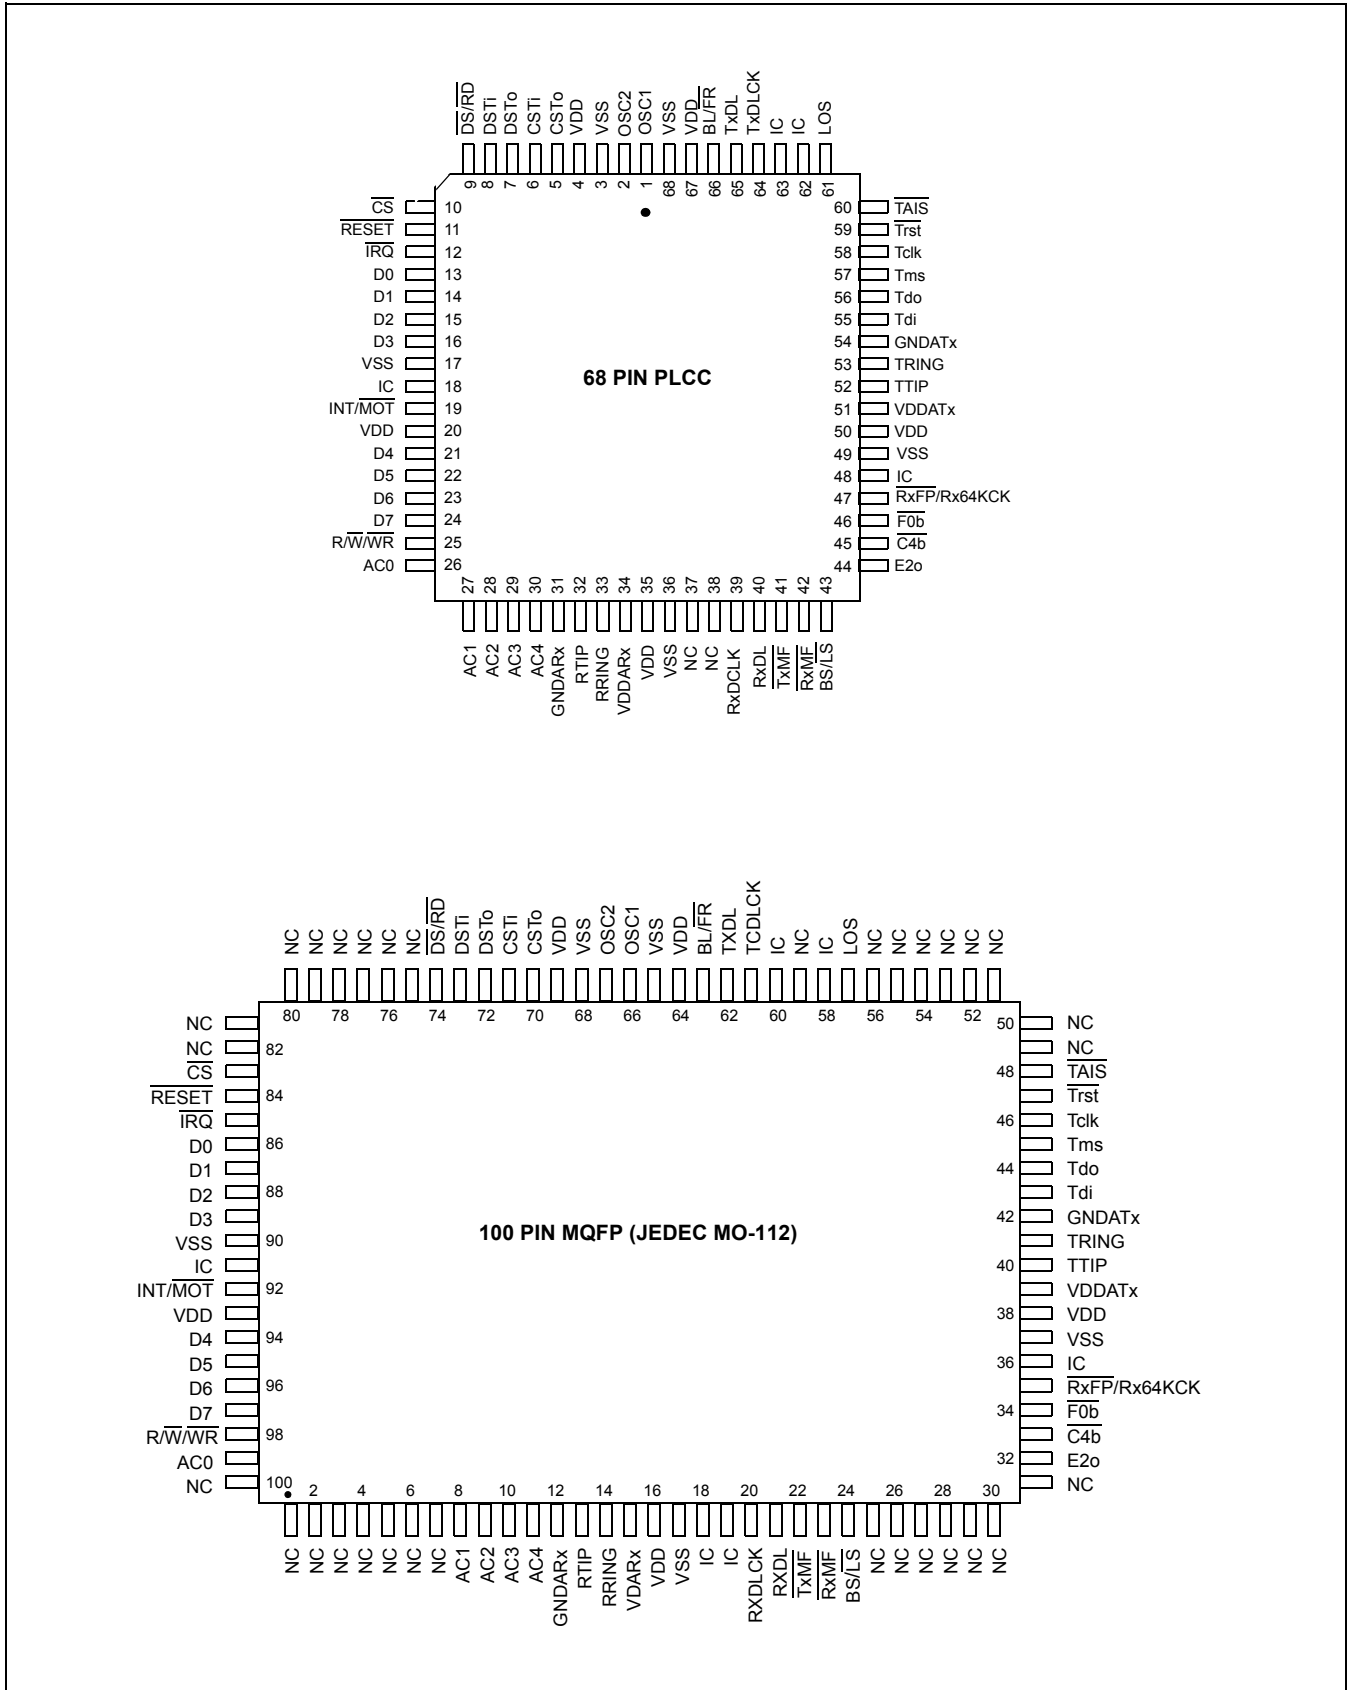 DS/RD DSTi DSTo CSTi CSTo VDD VSS OSC2 OSC1 VSS VDD BL/FR TxDL TxDLCK IC IC LOS
9 8 7 6 5 4 3 2 1 68 67 66 65 64 63 62 61
CS 10 60 TAIS
RESET 11 59 Trst
IRQ 12 58 Tclk
D0 13 57 Tms
D1 14 56 Tdo
D2 15 55 Tdi
D3 16 54 GNDATx
VSS 17 53 TRING
68 PIN PLCC
IC 18 52 TTIP
INT/MOT 19 51 VDDATx
VDD 20 50 VDD
D4 21 49 VSS
D5 22 48 IC
D6 23 47 RxFP/Rx64KCK
D7 24 46 F0b
R/W/WR 25 45 C4b
AC0 26 44 E2o
27 28 29 30 31 32 33 34 35 36 37 38 39 40 41 42 43
AC1 AC2 AC3 AC4 GNDARx RTIP RRING VDDARx VDD VSS NC NC RxDCLK RxDL TxMF RxMF BS/LS
NC NC NC NC NC NC DS/RD DSTi DSTo CSTi CSTo VDD VSS OSC2 OSC1 VSS VDD BL/FR TXDL TCDLCK IC NC IC LOS NC NC NC NC NC NC
80 78 76 74 72 70 68 66 64 62 60 58 56 54 52
NC 50 NC
NC 82 NC
CS 48 TAIS
RESET 84 Trst
IRQ 46 Tclk
D0 86 Tms
D1 44 Tdo
D2 88 Tdi
D3 42 GNDATx
100 PIN MQFP (JEDEC MO-112)
VSS 90 TRING
IC 40 TTIP
INT/MOT 92 VDDATx
VDD 38 VDD
D4 94 VSS
D5 36 IC
D6 96 RxFP/Rx64KCK
D7 34 F0b
R/W/WR 98 C4b
AC0 32 E2o
NC 100 NC
2 4 6 8 10 12 14 16 18 20 22 24 26 28 30
NC NC NC NC NC NC NC AC1 AC2 AC3 AC4 GNDARx RTIP RRING VDARx VDD VSS IC IC RXDLCK RXDL TxMF RxMF BS/LS NC NC NC NC NC NC